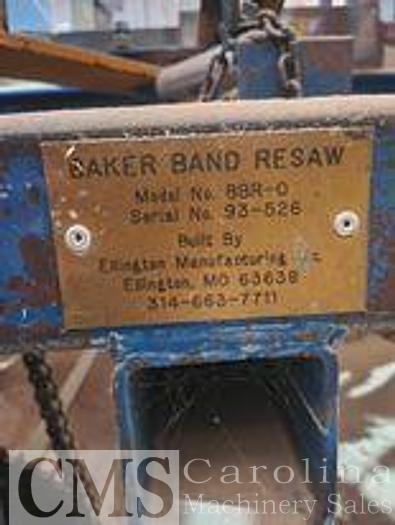 BAKER BAND RESAW
Model No. BBR-0
Serial No. 93-526
Built By
Ellington Manufacturing
Ellington, MO 63638
314-663-7711
CMS Carolina
Machinery Sales